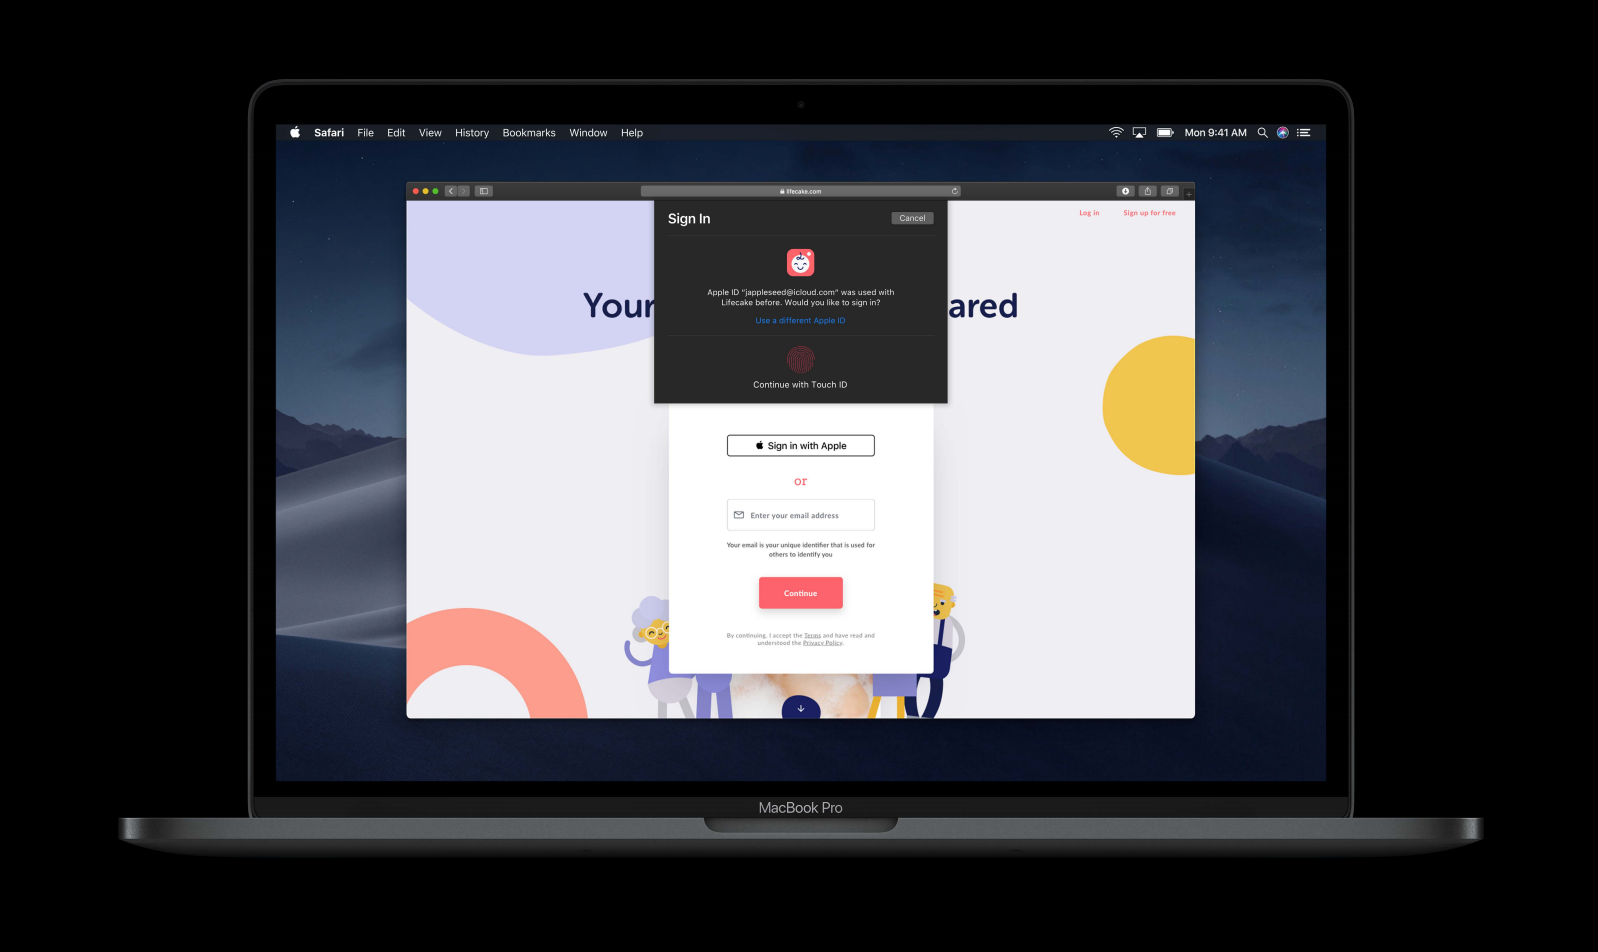 Safari File Edit View History Bookmarks Window Help Mon 9:41 AM
lifecake.com
Log in Sign up for free
Sign In Cancel
Apple ID "jappleseed@icloud.com" was used with
Lifecake before. Would you like to sign in?
Use a different Apple ID
Your ared
Continue with Touch ID
Sign in with Apple
or
Enter your email address
Your email is your unique identifier that is used for
others to identify you
Continue
By continuing, I accept the Terms and have read and
understood the Privacy Policy.
MacBook Pro